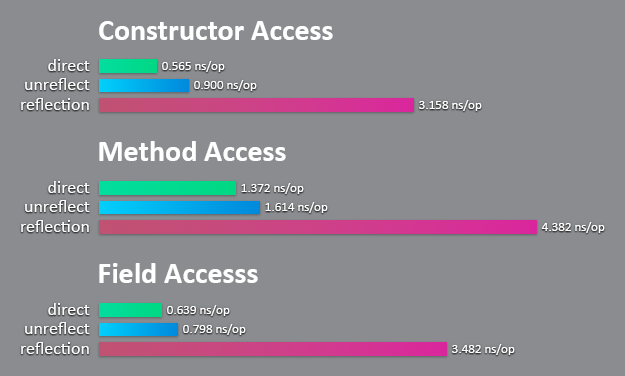 Constructor Access
direct 0.565 ns/op
unreflect 0.900 ns/op
reflection 3.158 ns/op
Method Access
direct 1.372 ns/op
unreflect 1.614 ns/op
reflection 4.382 ns/op
Field Accesss
direct 0.639 ns/op
unreflect 0.798 ns/op
reflection 3.482 ns/op